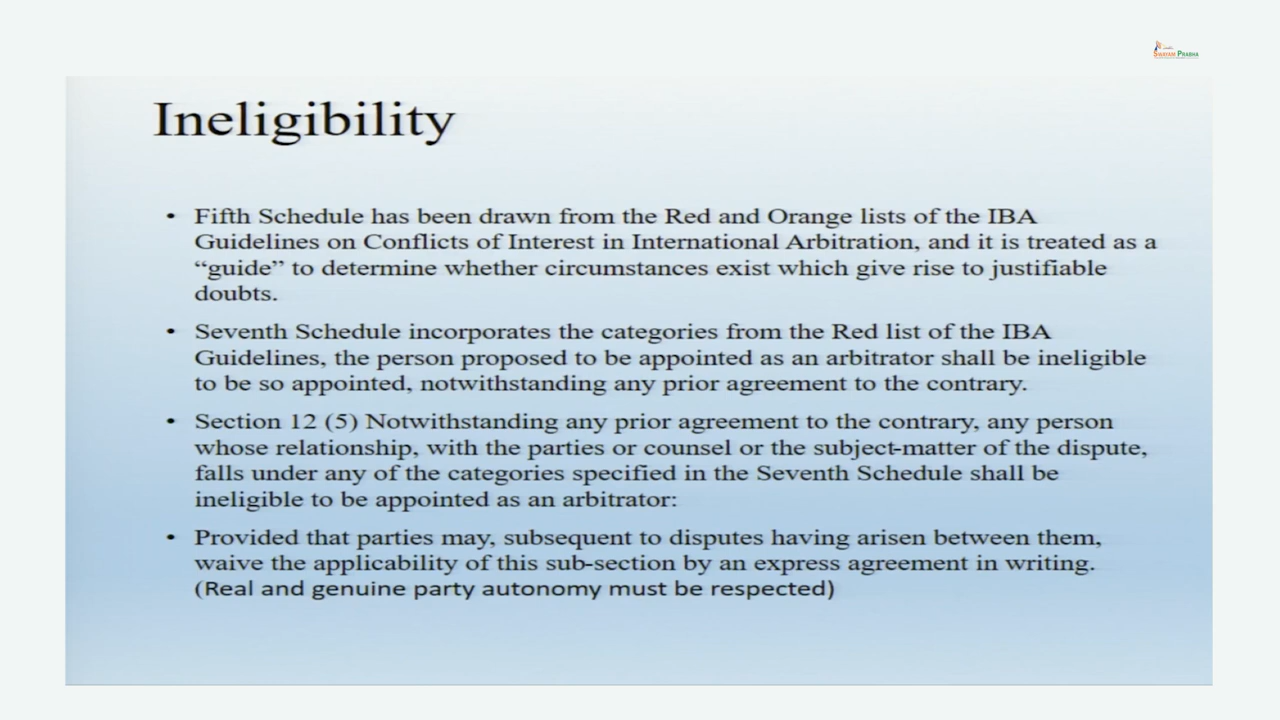 SWAYAM PRABHA
Ineligibility
• Fifth Schedule has been drawn from the Red and Orange lists of the IBA
Guidelines on Conflicts of Interest in International Arbitration, and it is treated as a
“guide” to determine whether circumstances exist which give rise to justifiable
doubts.
• Seventh Schedule incorporates the categories from the Red list of the IBA
Guidelines, the person proposed to be appointed as an arbitrator shall be ineligible
to be so appointed, notwithstanding any prior agreement to the contrary.
• Section 12 (5) Notwithstanding any prior agreement to the contrary, any person
whose relationship, with the parties or counsel or the subject-matter of the dispute,
falls under any of the categories specified in the Seventh Schedule shall be
ineligible to be appointed as an arbitrator:
• Provided that parties may, subsequent to disputes having arisen between them,
waive the applicability of this sub-section by an express agreement in writing.
(Real and genuine party autonomy must be respected)